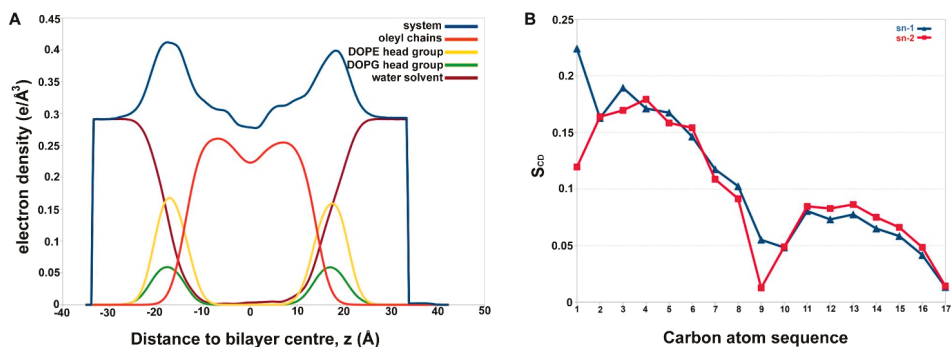 A
electron density (e/Å³)
0.45
0.4
0.35
0.3
0.25
0.2
0.15
0.1
0.05
0
-40 -30 -20 -10 0 10 20 30 40 50
Distance to bilayer centre, z (Å)
system
oleyl chains
DOPE head group
DOPG head group
water solvent
B
sn-1
sn-2
S_CD
0.25
0.2
0.15
0.1
0.05
0
1 2 3 4 5 6 7 8 9 10 11 12 13 14 15 16 17
Carbon atom sequence